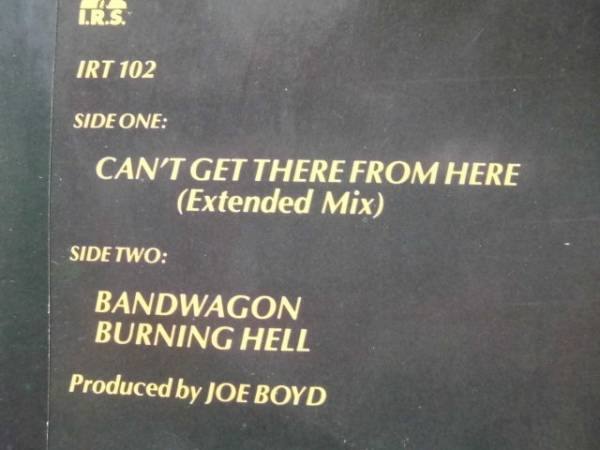 I.R.S.
IRT 102
SIDE ONE:
CAN'T GET THERE FROM HERE
(Extended Mix)
SIDE TWO:
BANDWAGON
BURNING HELL
Produced by JOE BOYD